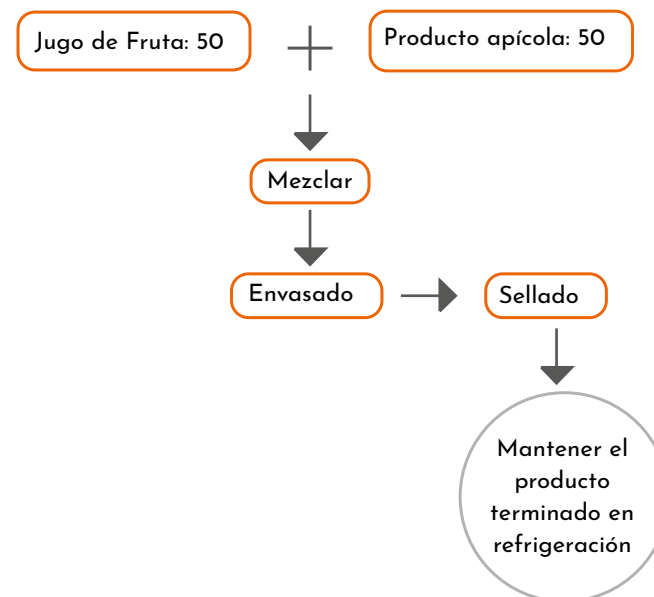 Jugo de Fruta: 50
Producto apícola: 50
Mezclar
Envasado
Sellado
Mantener el
producto
terminado en
refrigeración